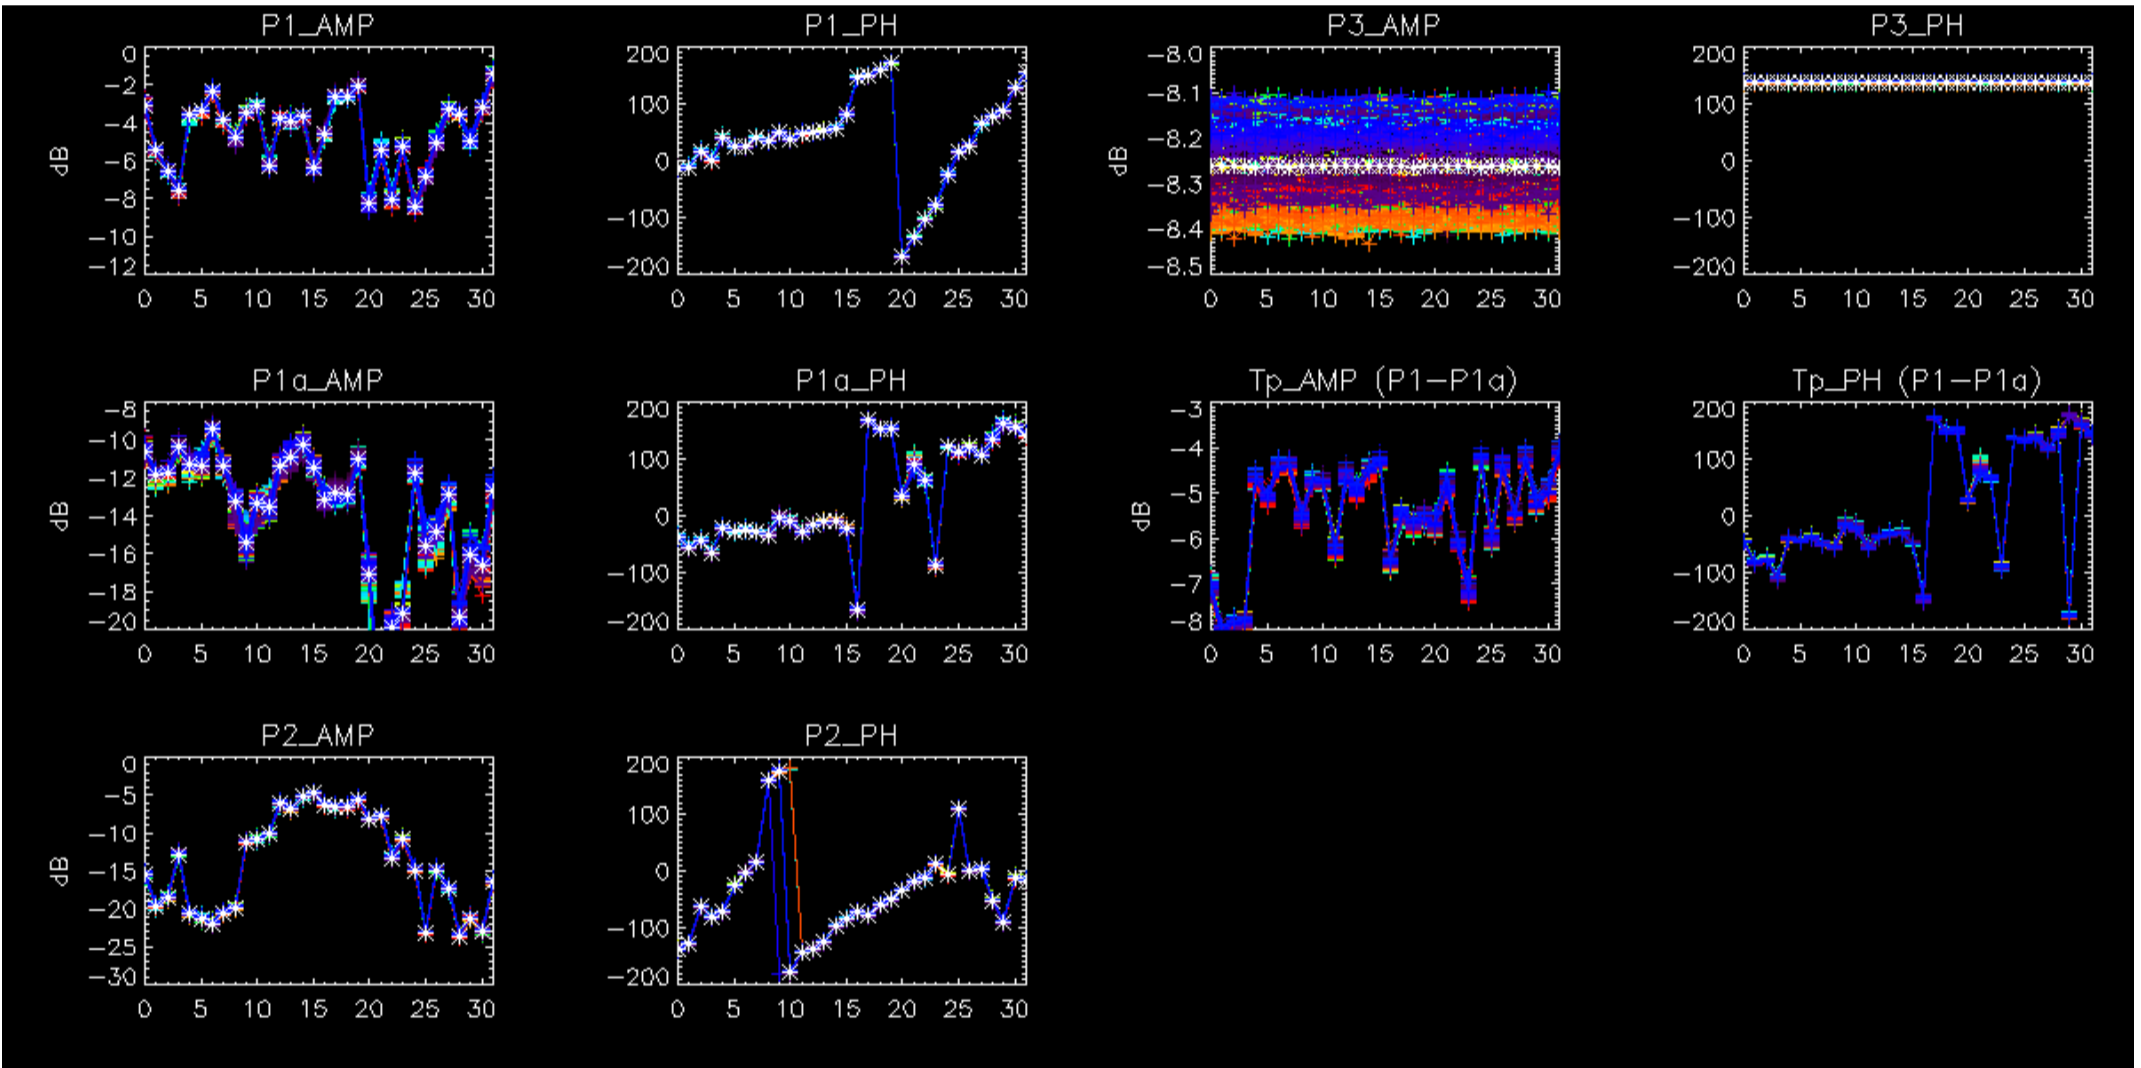 P1_AMP
P1_PH
P3_AMP
P3_PH
0
−2
−4
−6
−8
−10
−12
dB
0 5 10 15 20 25 30
200
100
0
−100
−200
0 5 10 15 20 25 30
−8.0
−8.1
−8.2
−8.3
−8.4
−8.5
dB
0 5 10 15 20 25 30
200
100
0
−100
−200
0 5 10 15 20 25 30
P1a_AMP
P1a_PH
Tp_AMP (P1−P1a)
Tp_PH (P1−P1a)
−8
−10
−12
−14
−16
−18
−20
dB
0 5 10 15 20 25 30
200
100
0
−100
−200
0 5 10 15 20 25 30
−3
−4
−5
−6
−7
−8
dB
0 5 10 15 20 25 30
200
100
0
−100
−200
0 5 10 15 20 25 30
P2_AMP
P2_PH
0
−5
−10
−15
−20
−25
−30
dB
0 5 10 15 20 25 30
200
100
0
−100
−200
0 5 10 15 20 25 30